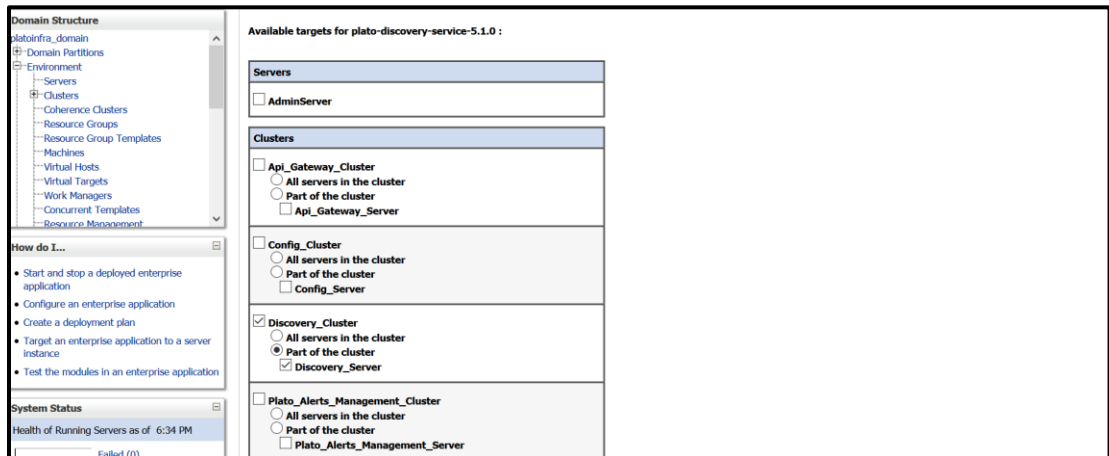 Domain Structure
platoinfra_domain
Domain Partitions
Environment
Servers
Clusters
Coherence Clusters
Resource Groups
Resource Group Templates
Machines
Virtual Hosts
Virtual Targets
Work Managers
Concurrent Templates
Resource Management
How do I...
Start and stop a deployed enterprise
application
Configure an enterprise application
Create a deployment plan
Target an enterprise application to a server
instance
Test the modules in an enterprise application
System Status
Health of Running Servers as of 6:34 PM
Failed (0)
Available targets for plato-discovery-service-5.1.0 :
Servers
AdminServer
Clusters
Api_Gateway_Cluster
All servers in the cluster
Part of the cluster
Api_Gateway_Server
Config_Cluster
All servers in the cluster
Part of the cluster
Config_Server
Discovery_Cluster
All servers in the cluster
Part of the cluster
Discovery_Server
Plato_Alerts_Management_Cluster
All servers in the cluster
Part of the cluster
Plato_Alerts_Management_Server